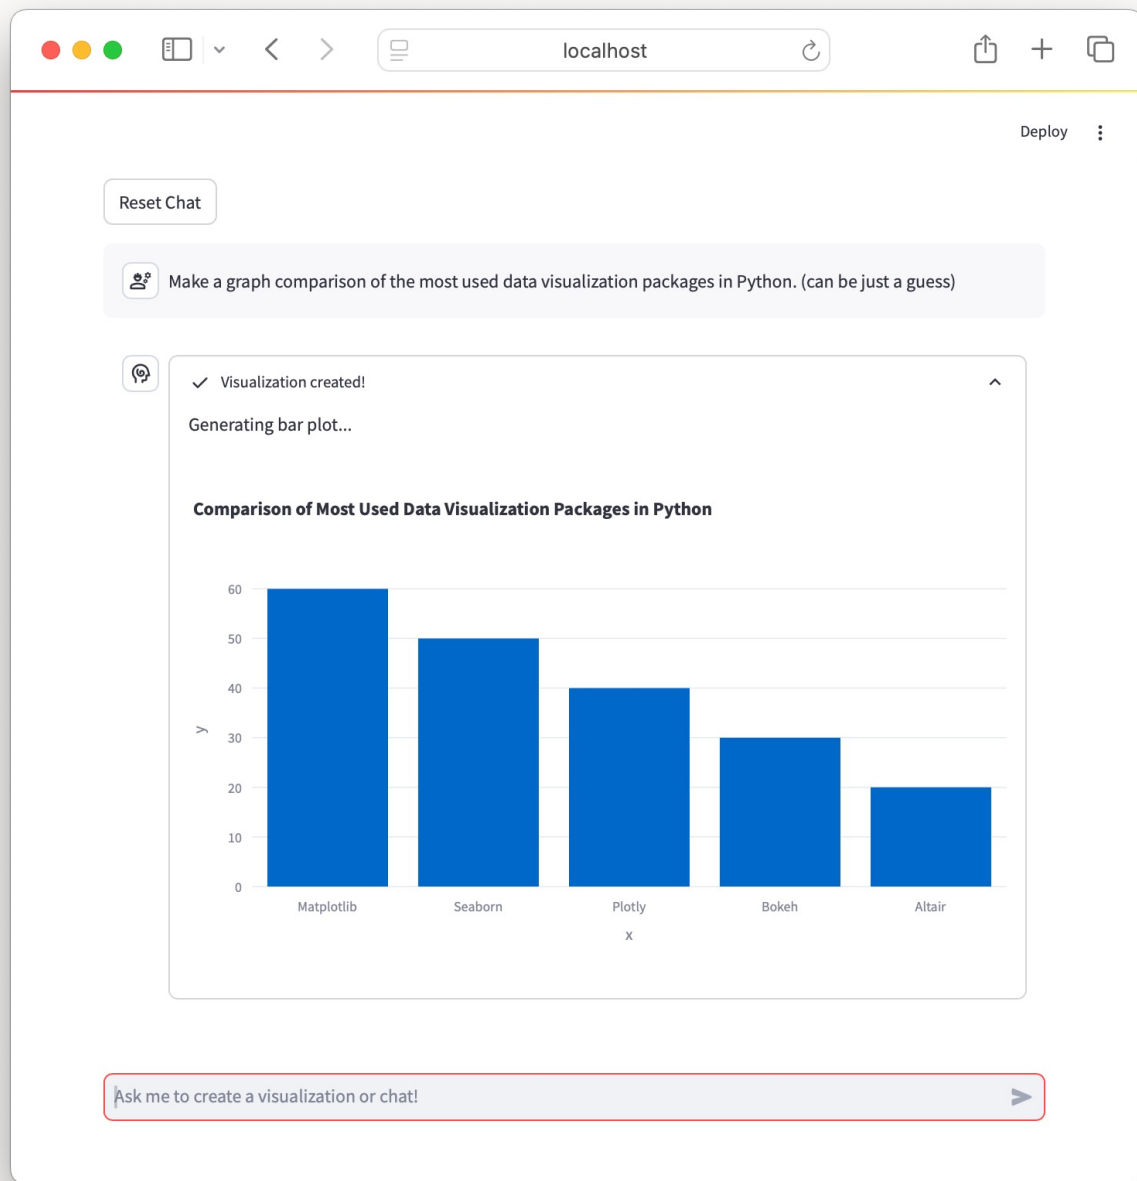 localhost
Deploy
Reset Chat
Make a graph comparison of the most used data visualization packages in Python. (can be just a guess)
Visualization created!
Generating bar plot...
Comparison of Most Used Data Visualization Packages in Python
60
50
40
y
30
20
10
0
Matplotlib Seaborn Plotly Bokeh Altair
x
Ask me to create a visualization or chat!